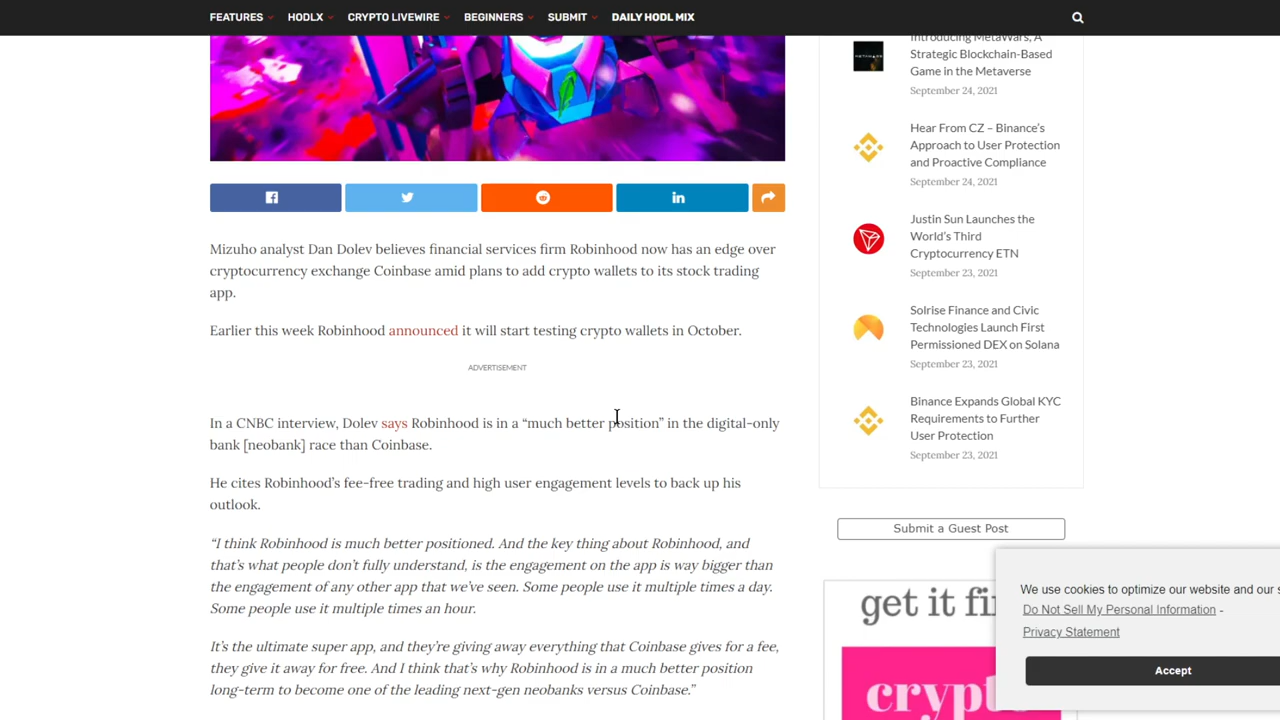 FEATURES HODLX CRYPTO LIVEWIRE BEGINNERS SUBMIT DAILY HODL MIX
Mizuho analyst Dan Dolev believes financial services firm Robinhood now has an edge over
cryptocurrency exchange Coinbase amid plans to add crypto wallets to its stock trading
app.
Earlier this week Robinhood announced it will start testing crypto wallets in October.
ADVERTISEMENT
In a CNBC interview, Dolev says Robinhood is in a “much better position” in the digital-only
bank [neobank] race than Coinbase.
He cites Robinhood’s fee-free trading and high user engagement levels to back up his
outlook.
“I think Robinhood is much better positioned. And the key thing about Robinhood, and
that’s what people don’t fully understand, is the engagement on the app is way bigger than
the engagement of any other app that we’ve seen. Some people use it multiple times a day.
Some people use it multiple times an hour.
It’s the ultimate super app, and they’re giving away everything that Coinbase gives for a fee,
they give it away for free. And I think that’s why Robinhood is in a much better position
long-term to become one of the leading next-gen neobanks versus Coinbase.”
Introducing MetaWars, A
Strategic Blockchain-Based
Game in the Metaverse
September 24, 2021
Hear From CZ – Binance’s
Approach to User Protection
and Proactive Compliance
September 24, 2021
Justin Sun Launches the
World’s Third
Cryptocurrency ETN
September 23, 2021
Solrise Finance and Civic
Technologies Launch First
Permissioned DEX on Solana
September 23, 2021
Binance Expands Global KYC
Requirements to Further
User Protection
September 23, 2021
Submit a Guest Post
get it fi
crypto
We use cookies to optimize our website and our s
Do Not Sell My Personal Information -
Privacy Statement
Accept